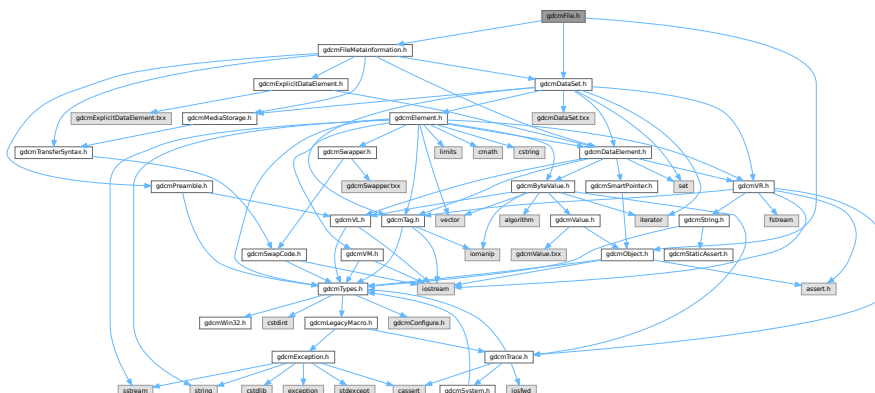 gdcmFile.h
gdcmFileMetaInformation.h
gdcmExplicitDataElement.h
gdcmDataSet.h
gdcmExplicitDataElement.txx
gdcmMediaStorage.h
gdcmElement.h
gdcmDataSet.txx
gdcmTransferSyntax.h
gdcmSwapper.h
limits
cmath
cstring
gdcmDataElement.h
gdcmPreamble.h
gdcmSwapper.txx
gdcmByteValue.h
gdcmSmartPointer.h
set
gdcmVR.h
gdcmVL.h
gdcmTag.h
vector
algorithm
gdcmValue.h
iterator
gdcmString.h
fstream
gdcmSwapCode.h
gdcmVM.h
iomanip
gdcmValue.txx
gdcmObject.h
gdcmStaticAssert.h
gdcmTypes.h
iostream
assert.h
gdcmWin32.h
cstdint
gdcmLegacyMacro.h
gdcmConfigure.h
gdcmException.h
gdcmTrace.h
sstream
string
cstdlib
exception
stdexcept
cassert
gdcmSystem.h
iosfwd